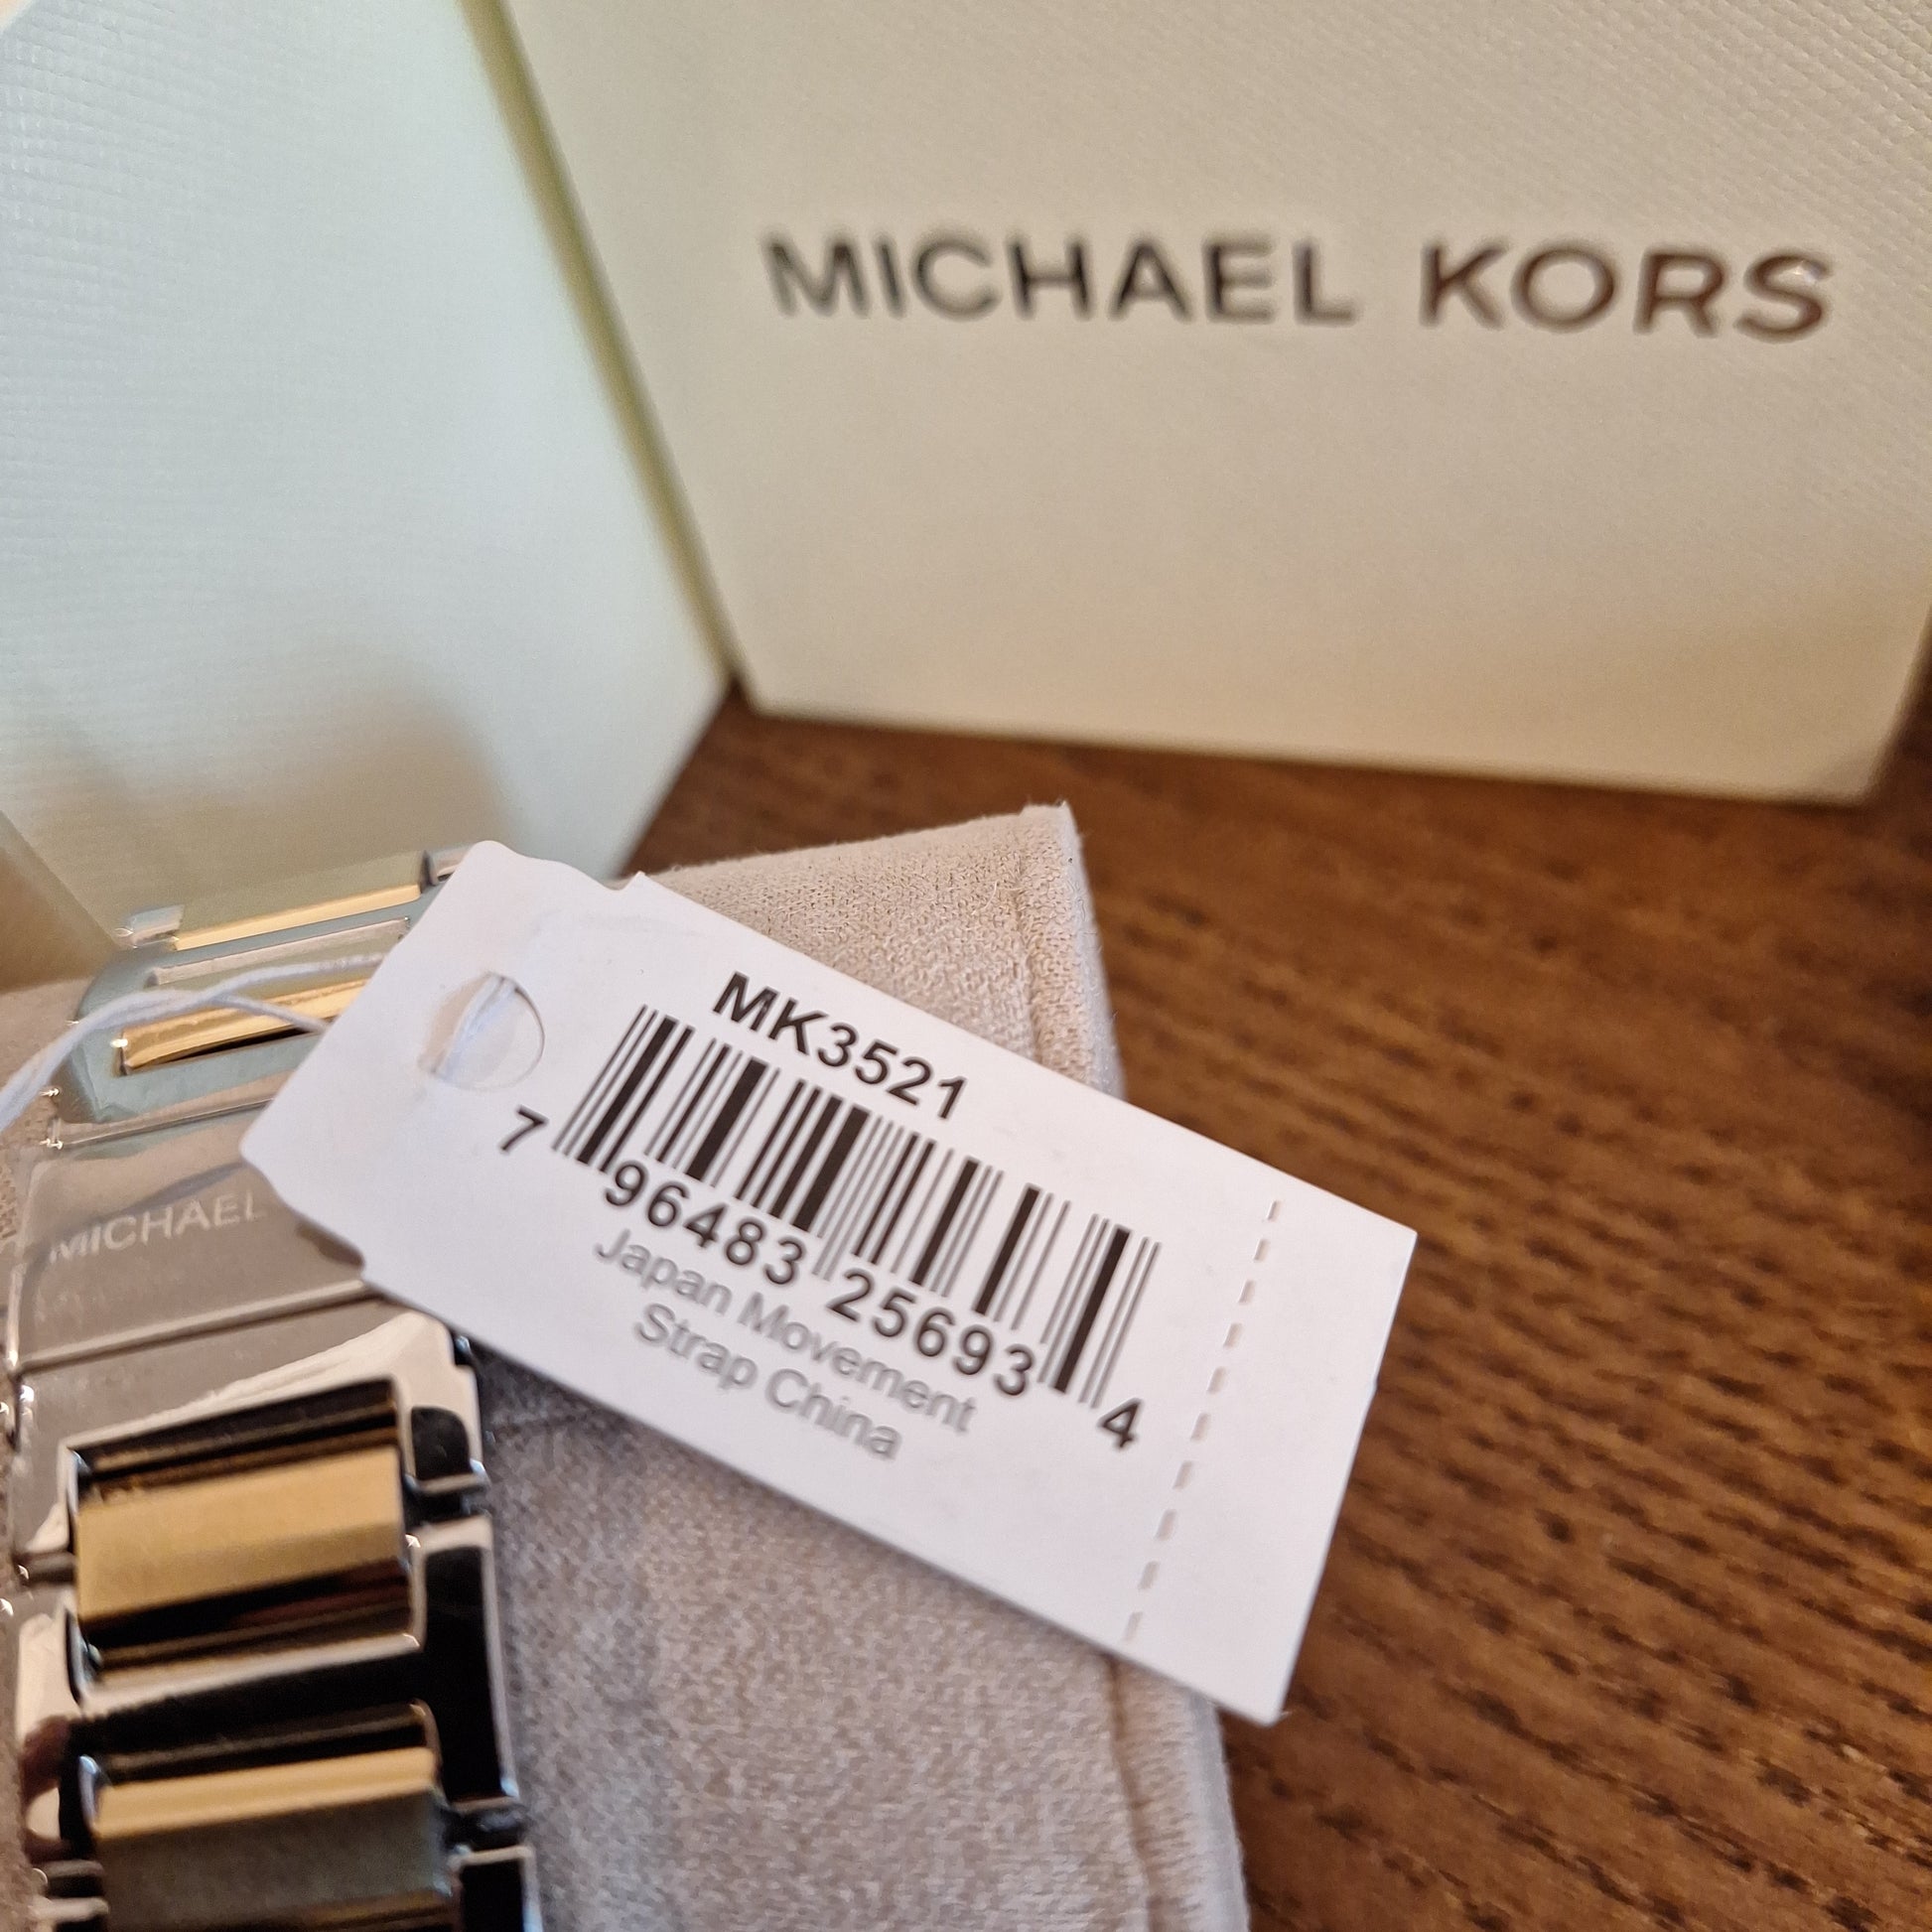 MICHAEL KORS
MK3521
7 96483 25693 4
Japan Movement
Strap China
MICHAEL